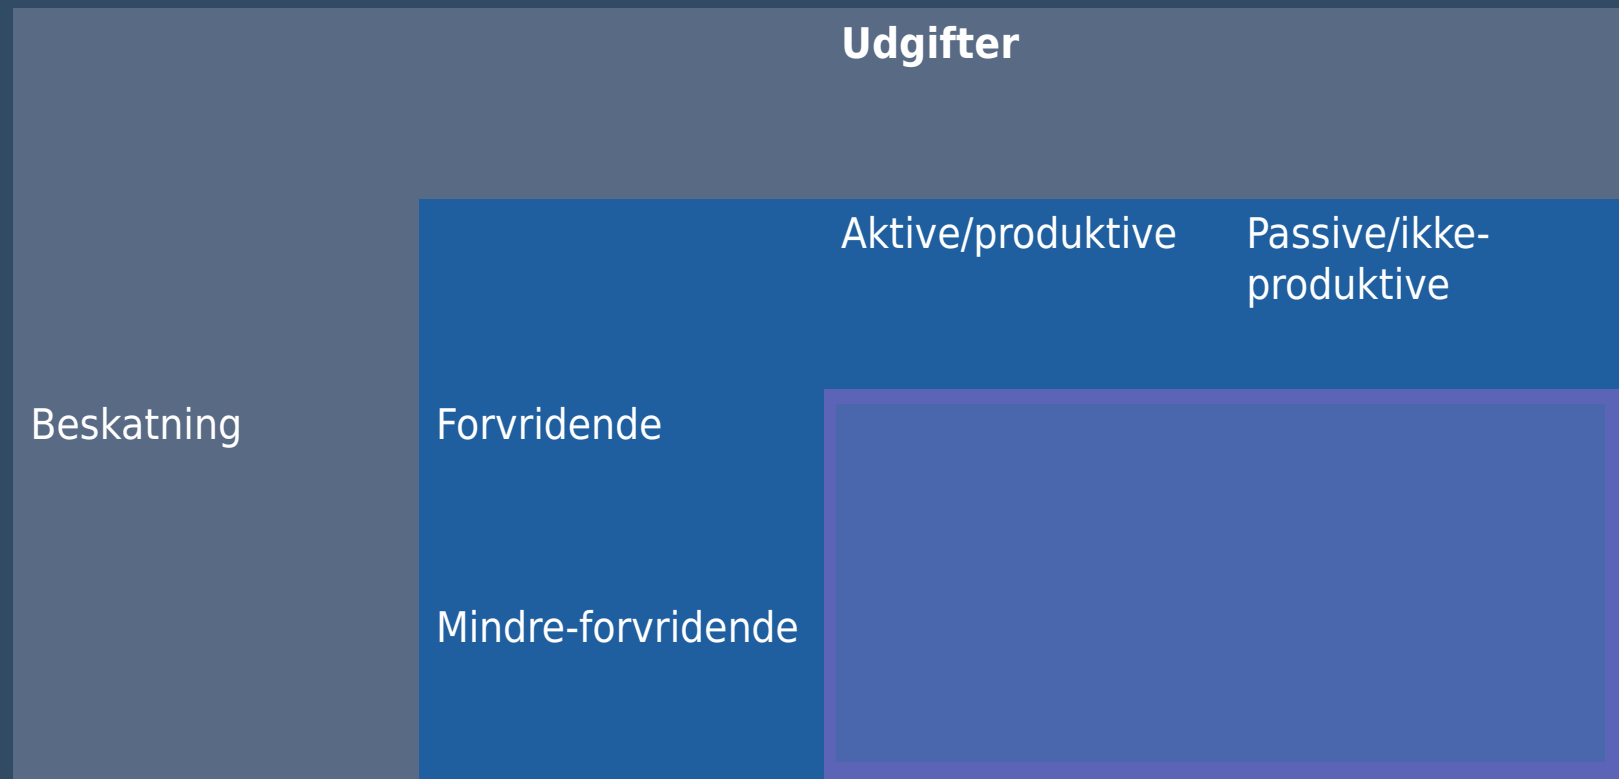 Udgifter
Aktive/produktive
Passive/ikke-
produktive
Beskatning
Forvridende
Mindre-forvridende